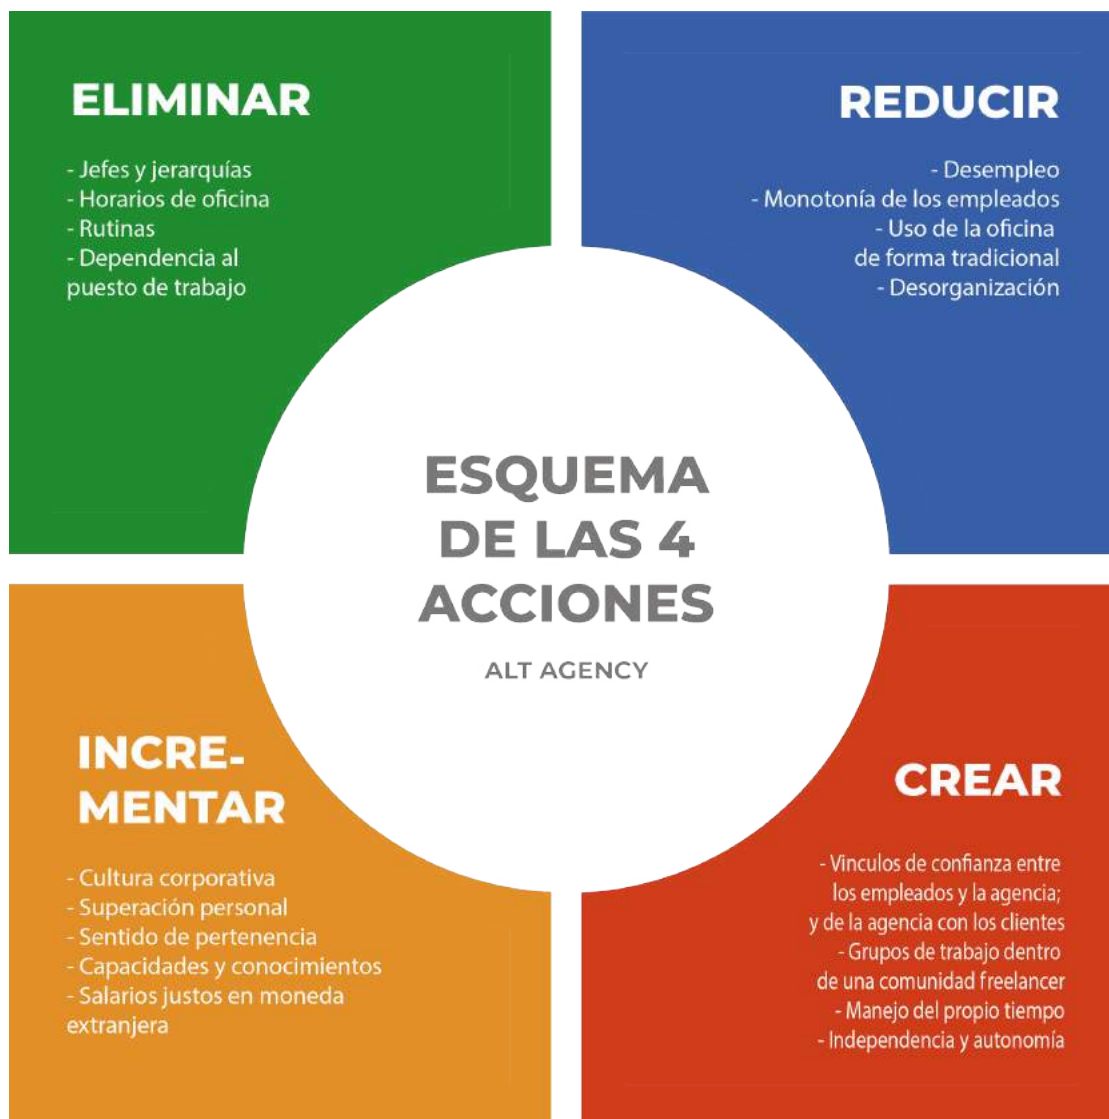 ELIMINAR
- Jefes y jerarquías
- Horarios de oficina
- Rutinas
- Dependencia al
puesto de trabajo
REDUCIR
- Desempleo
- Monotonía de los empleados
- Uso de la oficina
de forma tradicional
- Desorganización
ESQUEMA
DE LAS 4
ACCIONES
ALT AGENCY
INCRE-
MENTAR
- Cultura corporativa
- Superación personal
- Sentido de pertenencia
- Capacidades y conocimientos
- Salarios justos en moneda
extranjera
CREAR
- Vinculos de confianza entre
los empleados y la agencia;
y de la agencia con los clientes
- Grupos de trabajo dentro
de una comunidad freelancer
- Manejo del propio tiempo
- Independencia y autonomía